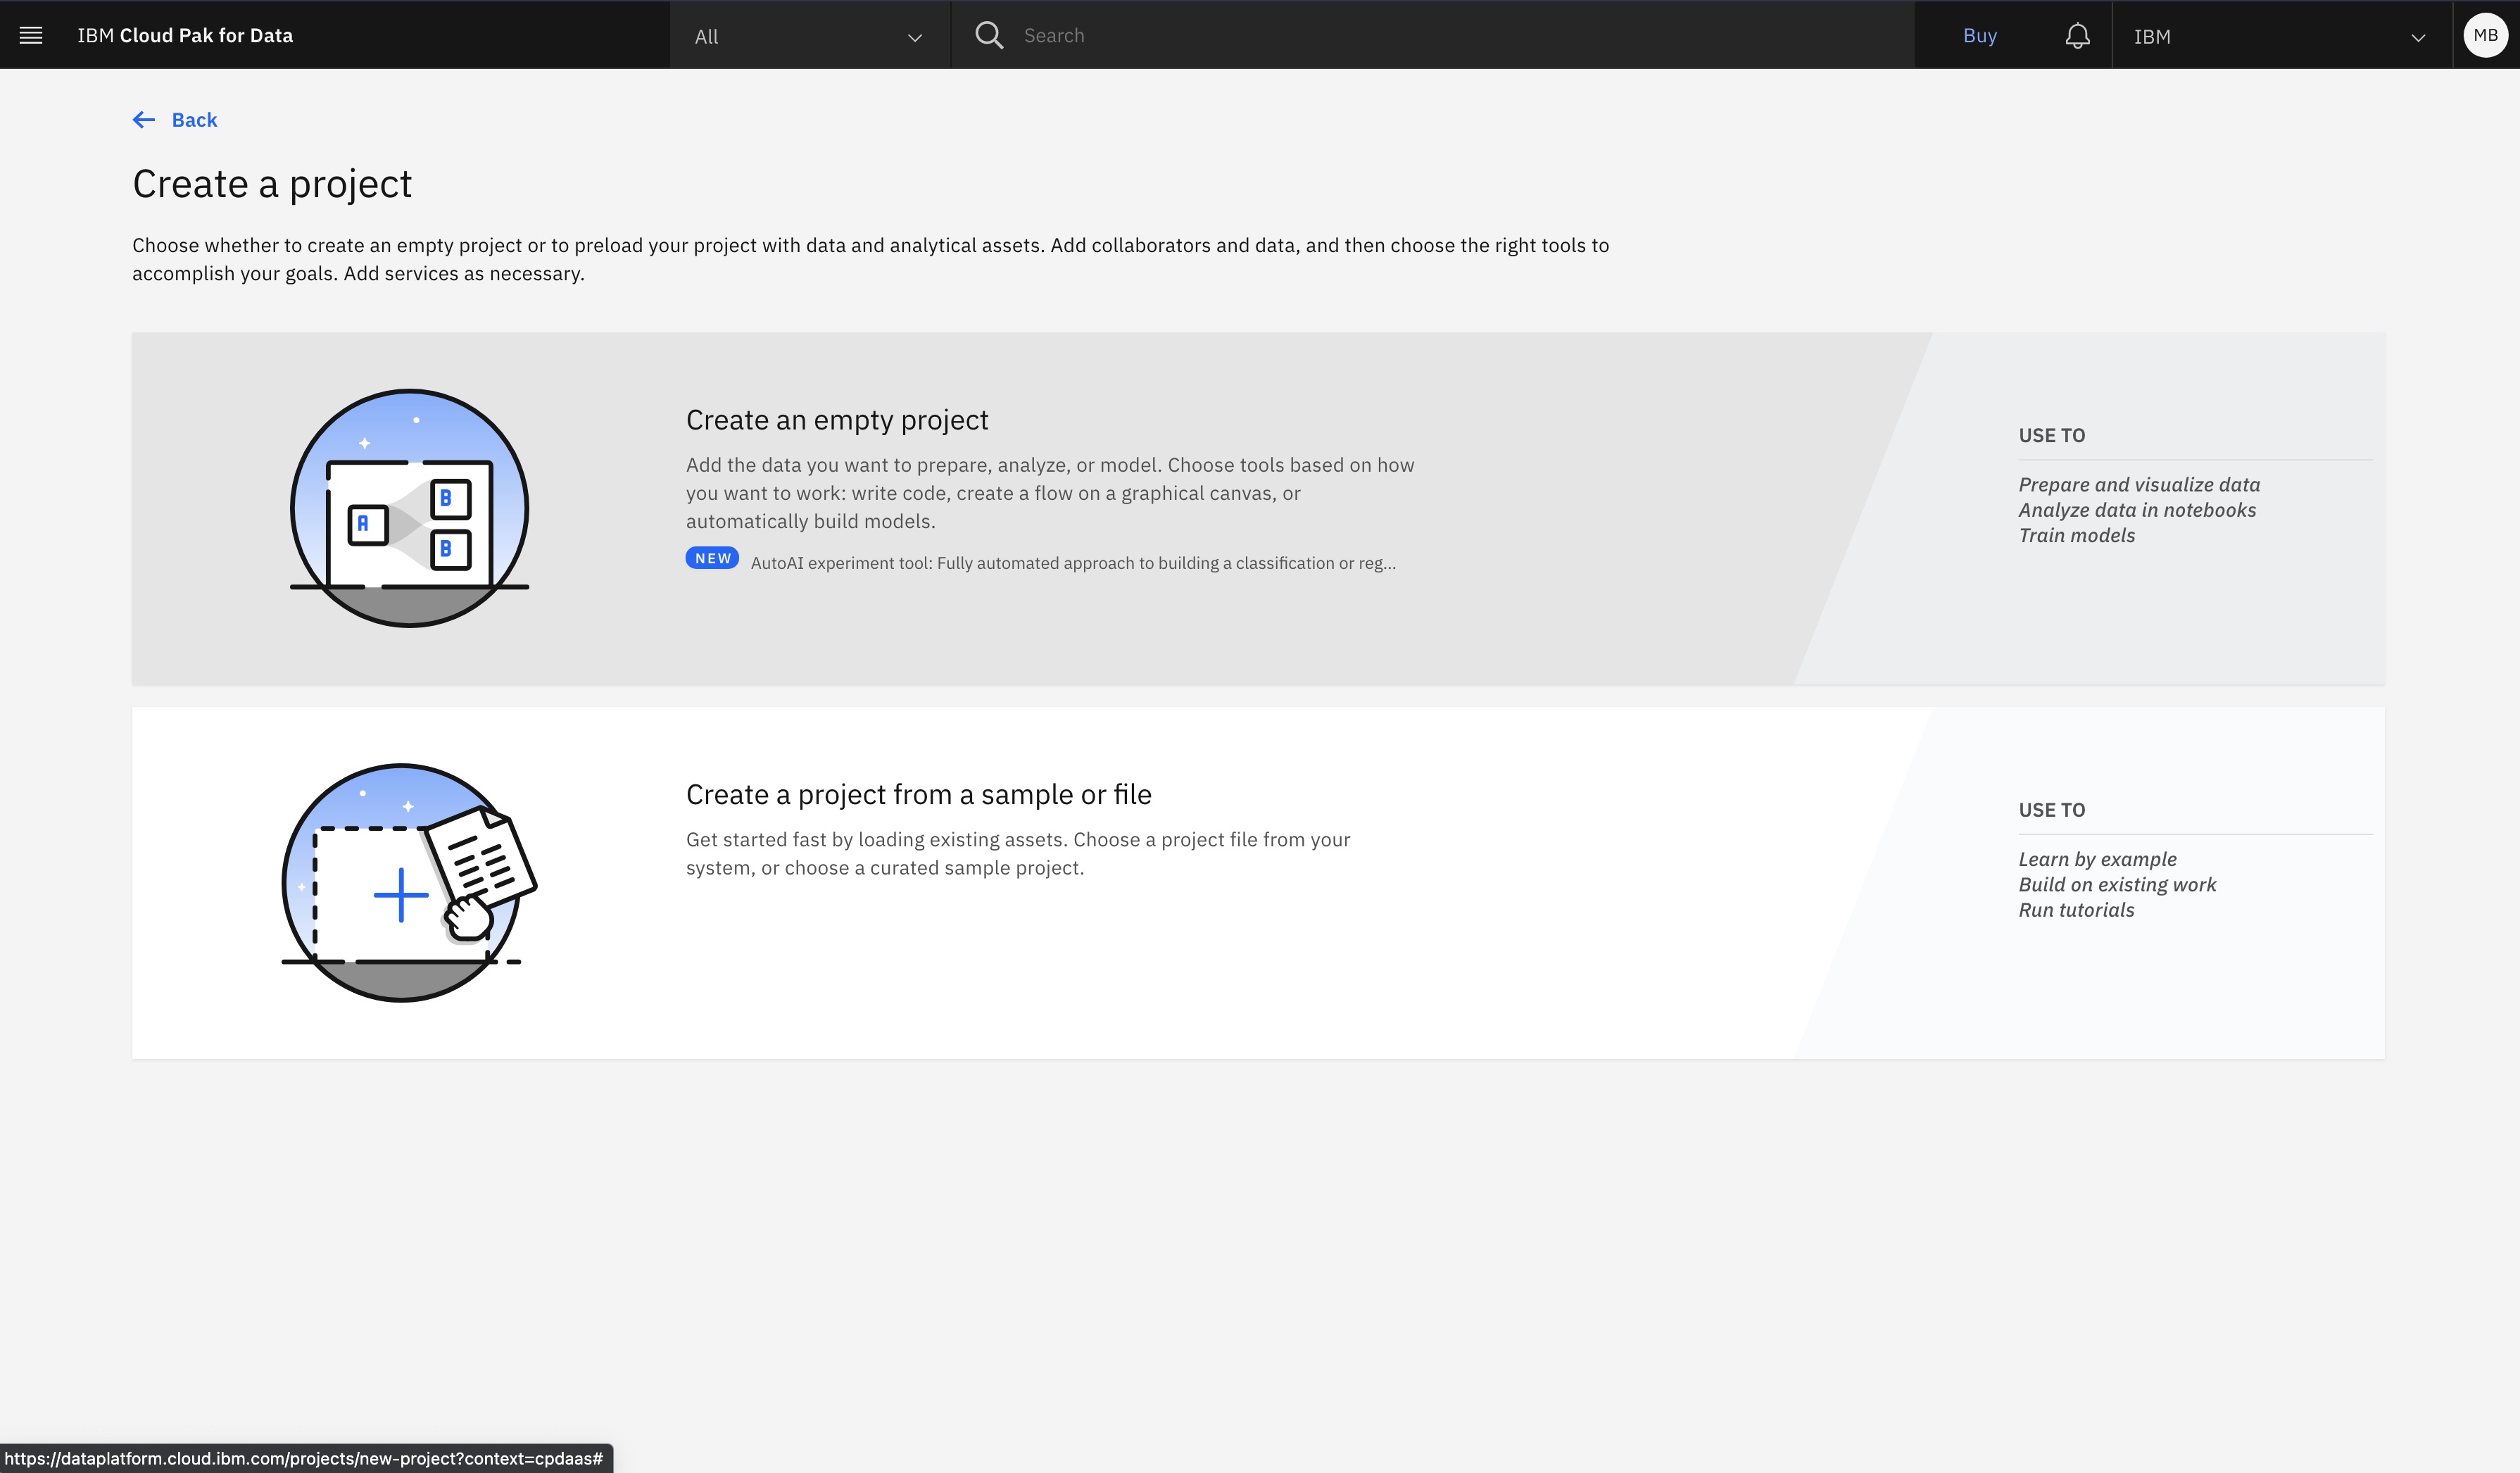 IBM Cloud Pak for Data
All
Search
Buy
IBM
MB
Back
Create a project
Choose whether to create an empty project or to preload your project with data and analytical assets. Add collaborators and data, and then choose the right tools to
accomplish your goals. Add services as necessary.
A
B
B
Create an empty project
Add the data you want to prepare, analyze, or model. Choose tools based on how
you want to work: write code, create a flow on a graphical canvas, or
automatically build models.
NEW AutoAI experiment tool: Fully automated approach to building a classification or reg...
USE TO
Prepare and visualize data
Analyze data in notebooks
Train models
Create a project from a sample or file
Get started fast by loading existing assets. Choose a project file from your
system, or choose a curated sample project.
USE TO
Learn by example
Build on existing work
Run tutorials
https://dataplatform.cloud.ibm.com/projects/new-project?context=cpdaas#